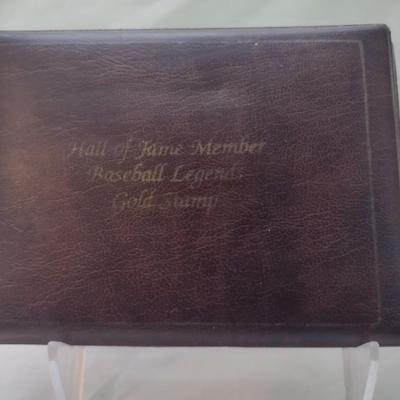 Hall of Fame Member
Baseball Legends
Gold Stamp